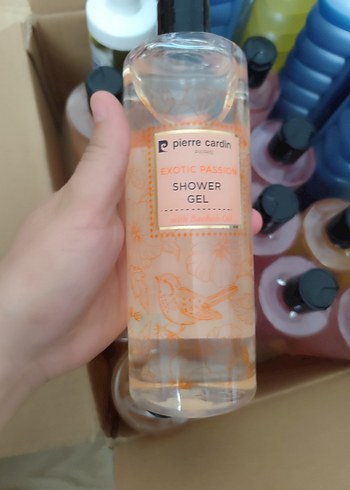 pierre cardin
EXOTIC PASSION
SHOWER
GEL